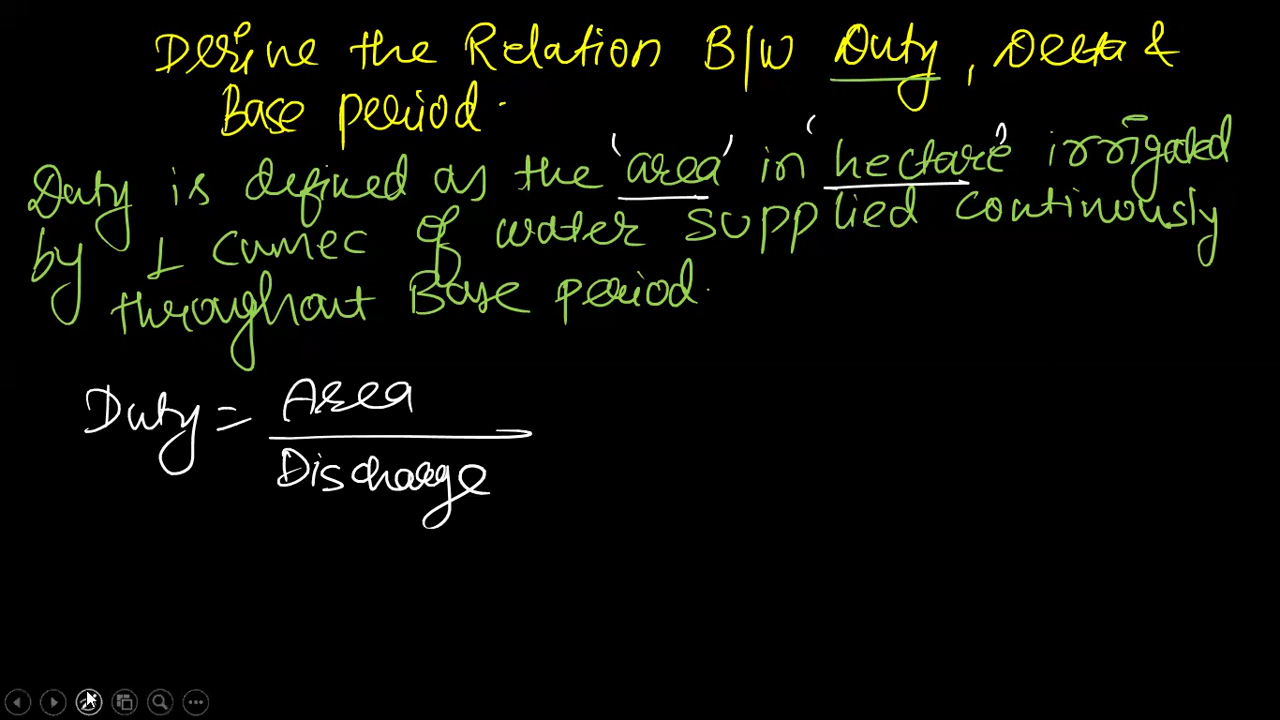 Define the Relation B/W Duty, Delta &
Base period.
Duty is defined as the 'area' in 'hectare' irrigated
by 1 cumec of water supplied continously
throughout Base period.
Duty = Area
Discharge